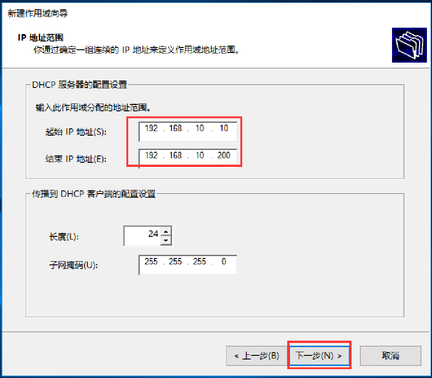 新建作用域向导
IP 地址范围
你通过确定一组连续的 IP 地址来定义作用域地址范围。
DHCP 服务器的配置设置
输入此作用域分配的地址范围。
起始 IP 地址(S): 192 . 168 . 10 . 10
结束 IP 地址(E): 192 . 168 . 10 . 200
传播到 DHCP 客户端的配置设置
长度(L): 24
子网掩码(U): 255 . 255 . 255 . 0
< 上一步(B) 下一步(N) > 取消